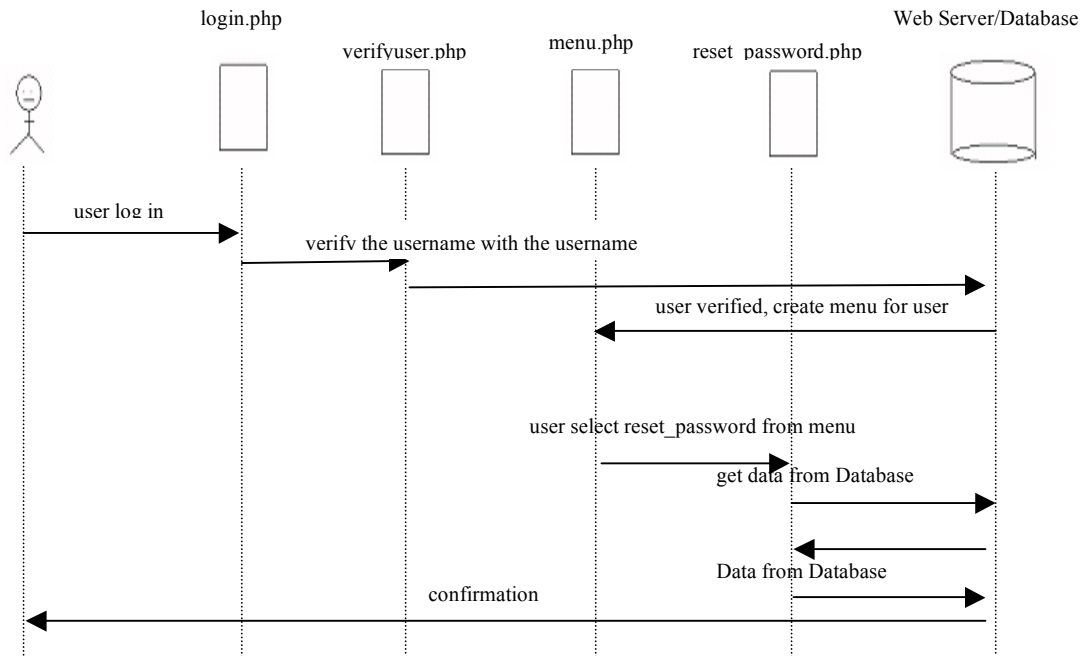 login.php
Web Server/Database
verifyuser.php
menu.php
reset_password.php
user log in
verify the username with the username
user verified, create menu for user
user select reset_password from menu
get data from Database
Data from Database
confirmation